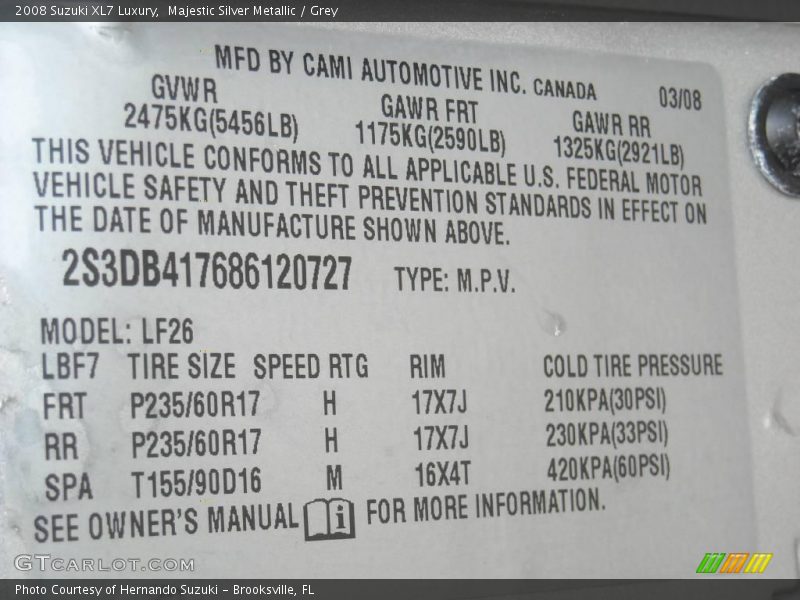 2008 Suzuki XL7 Luxury,  Majestic Silver Metallic / Grey
MFD BY CAMI AUTOMOTIVE INC. CANADA 03/08
GVWR GAWR FRT GAWR RR
2475KG(5456LB) 1175KG(2590LB) 1325KG(2921LB)
THIS VEHICLE CONFORMS TO ALL APPLICABLE U.S. FEDERAL MOTOR
VEHICLE SAFETY AND THEFT PREVENTION STANDARDS IN EFFECT ON
THE DATE OF MANUFACTURE SHOWN ABOVE.
2S3DB417686120727 TYPE: M.P.V.
MODEL: LF26
LBF7 TIRE SIZE SPEED RTG RIM COLD TIRE PRESSURE
FRT P235/60R17 H 17X7J 210KPA(30PSI)
RR P235/60R17 H 17X7J 230KPA(33PSI)
SPA T155/90D16 M 16X4T 420KPA(60PSI)
SEE OWNER'S MANUAL i FOR MORE INFORMATION.
GTCARLOT.COM
Photo Courtesy of Hernando Suzuki - Brooksville, FL